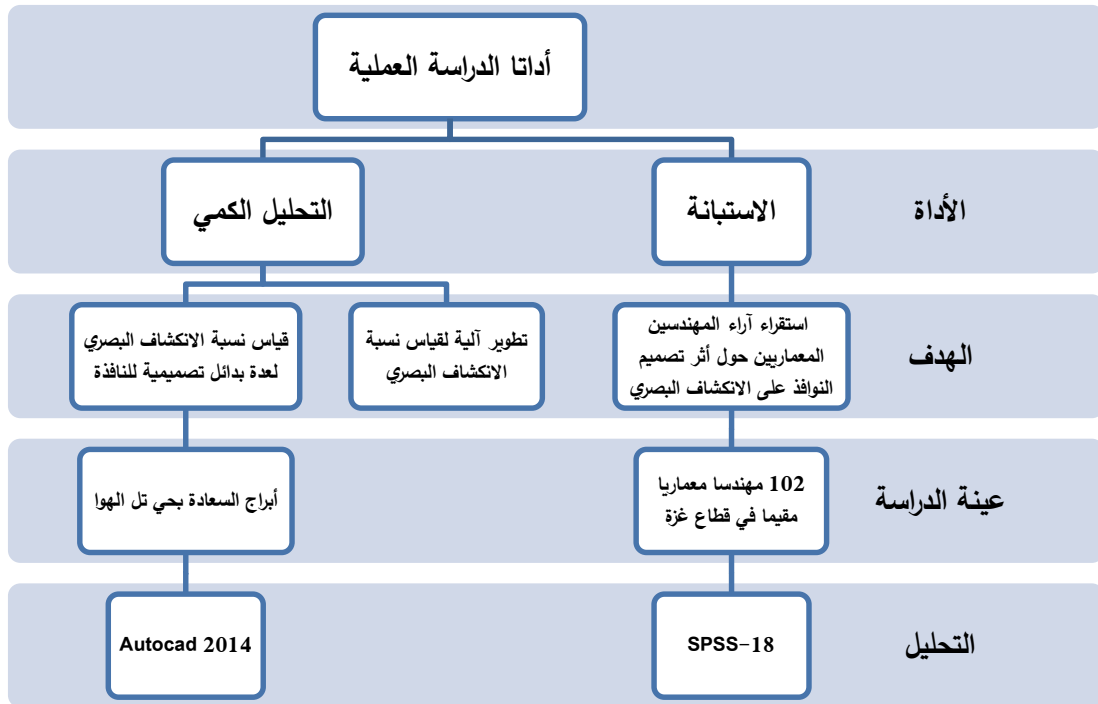 أداتا الدراسة العملية
الأداة
الاستبانة
التحليل الكمي
الهدف
استقراء آراء المهندسين
المعماريين حول أثر تصميم
النوافذ على الانكشاف البصري
تطوير آلية لقياس نسبة
الانكشاف البصري
قياس نسبة الانكشاف البصري
لعدة بدائل تصميمية للنافذة
عينة الدراسة
102 مهندسا معماريا
مقيما في قطاع غزة
أبراج السعادة بحي تل الهوا
التحليل
SPSS-18
Autocad 2014